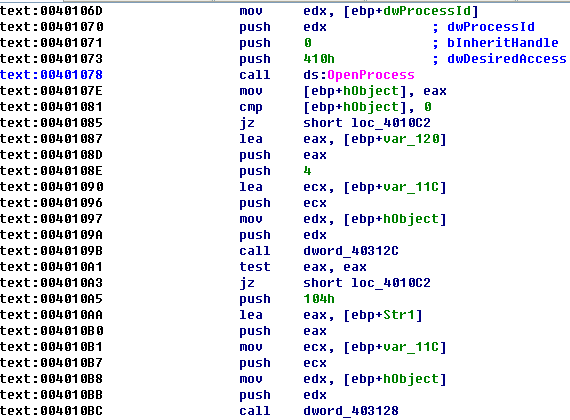 text:0040106D mov edx, [ebp+dwProcessId]
text:00401070 push edx ; dwProcessId
text:00401071 push 0 ; bInheritHandle
text:00401073 push 410h ; dwDesiredAccess
text:00401078 call ds:OpenProcess
text:0040107E mov [ebp+hObject], eax
text:00401081 cmp [ebp+hObject], 0
text:00401085 jz short loc_4010C2
text:00401087 lea eax, [ebp+var_120]
text:0040108D push eax
text:0040108E push 4
text:00401090 lea ecx, [ebp+var_11C]
text:00401096 push ecx
text:00401097 mov edx, [ebp+hObject]
text:0040109A push edx
text:0040109B call dword_40312C
text:004010A1 test eax, eax
text:004010A3 jz short loc_4010C2
text:004010A5 push 104h
text:004010AA lea eax, [ebp+Str1]
text:004010B0 push eax
text:004010B1 mov ecx, [ebp+var_11C]
text:004010B7 push ecx
text:004010B8 mov edx, [ebp+hObject]
text:004010BB push edx
text:004010BC call dword_403128